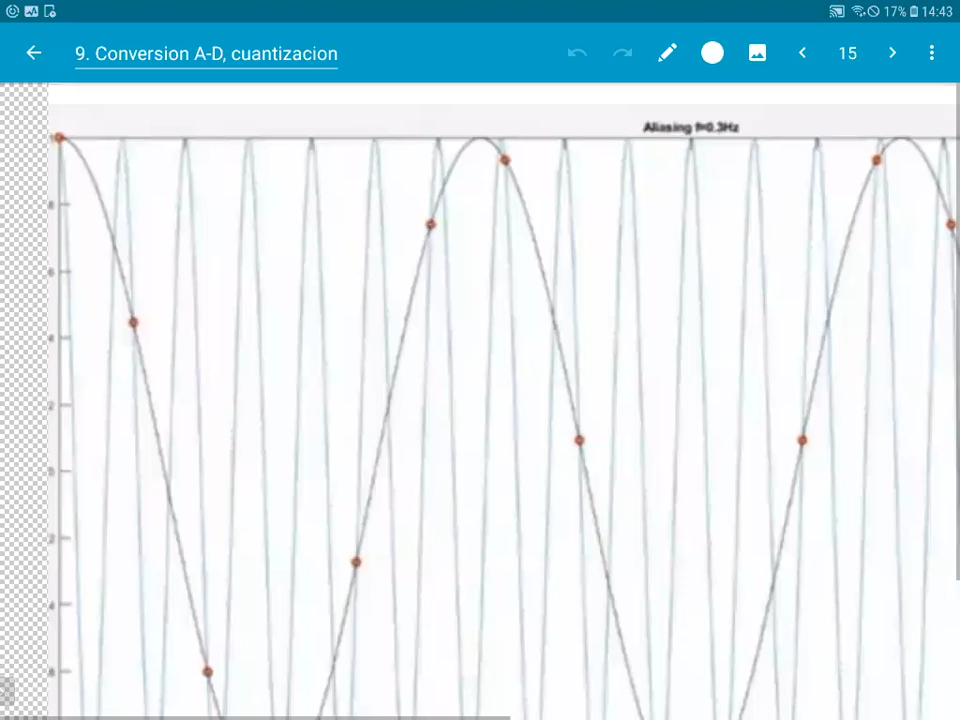 17% 14:43
9. Conversion A-D, cuantizacion
15
Aliasing f=0.3Hz